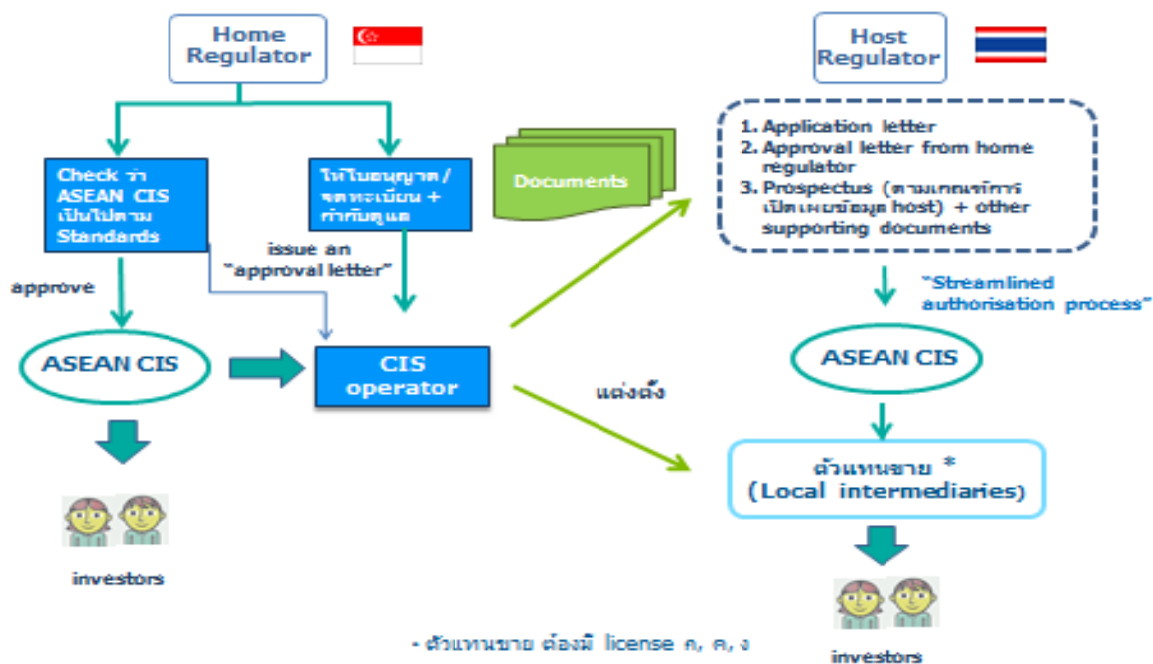 Home
Regulator
Host
Regulator
Check ว่า
ASEAN CIS
เป็นไปตาม
Standards
ให้ใบอนุญาต /
จดทะเบียน +
กำกับดูแล
Documents
1. Application letter
2. Approval letter from home
regulator
3. Prospectus (ตามเกณฑ์การ
เปิดเผยข้อมูล host) + other
supporting documents
issue an
"approval letter"
approve
"Streamlined
authorisation process"
ASEAN CIS
CIS
operator
ASEAN CIS
แต่งตั้ง
ตัวแทนขาย *
(Local intermediaries)
investors
- ตัวแทนขาย ต้องมี license ก, ค, ง
investors